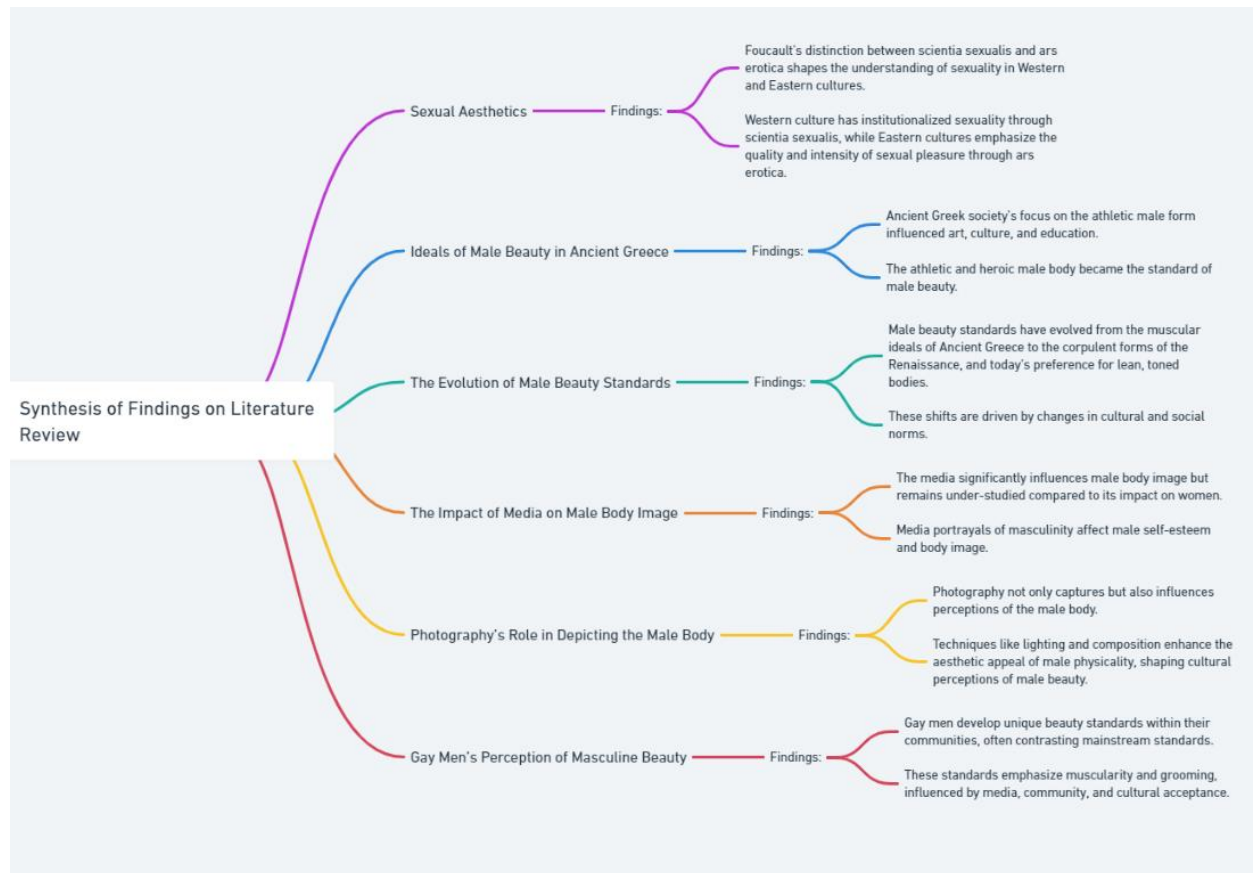 Synthesis of Findings on Literature
Review
Sexual Aesthetics
Findings:
Foucault's distinction between scientia sexualis and ars
erotica shapes the understanding of sexuality in Western
and Eastern cultures.
Western culture has institutionalized sexuality through
scientia sexualis, while Eastern cultures emphasize the
quality and intensity of sexual pleasure through ars
erotica.
Ideals of Male Beauty in Ancient Greece
Findings:
Ancient Greek society's focus on the athletic male form
influenced art, culture, and education.
The athletic and heroic male body became the standard of
male beauty.
The Evolution of Male Beauty Standards
Findings:
Male beauty standards have evolved from the muscular
ideals of Ancient Greece to the corpulent forms of the
Renaissance, and today's preference for lean, toned
bodies.
These shifts are driven by changes in cultural and social
norms.
The Impact of Media on Male Body Image
Findings:
The media significantly influences male body image but
remains under-studied compared to its impact on women.
Media portrayals of masculinity affect male self-esteem
and body image.
Photography's Role in Depicting the Male Body
Findings:
Photography not only captures but also influences
perceptions of the male body.
Techniques like lighting and composition enhance the
aesthetic appeal of male physicality, shaping cultural
perceptions of male beauty.
Gay Men's Perception of Masculine Beauty
Findings:
Gay men develop unique beauty standards within their
communities, often contrasting mainstream standards.
These standards emphasize muscularity and grooming,
influenced by media, community, and cultural acceptance.